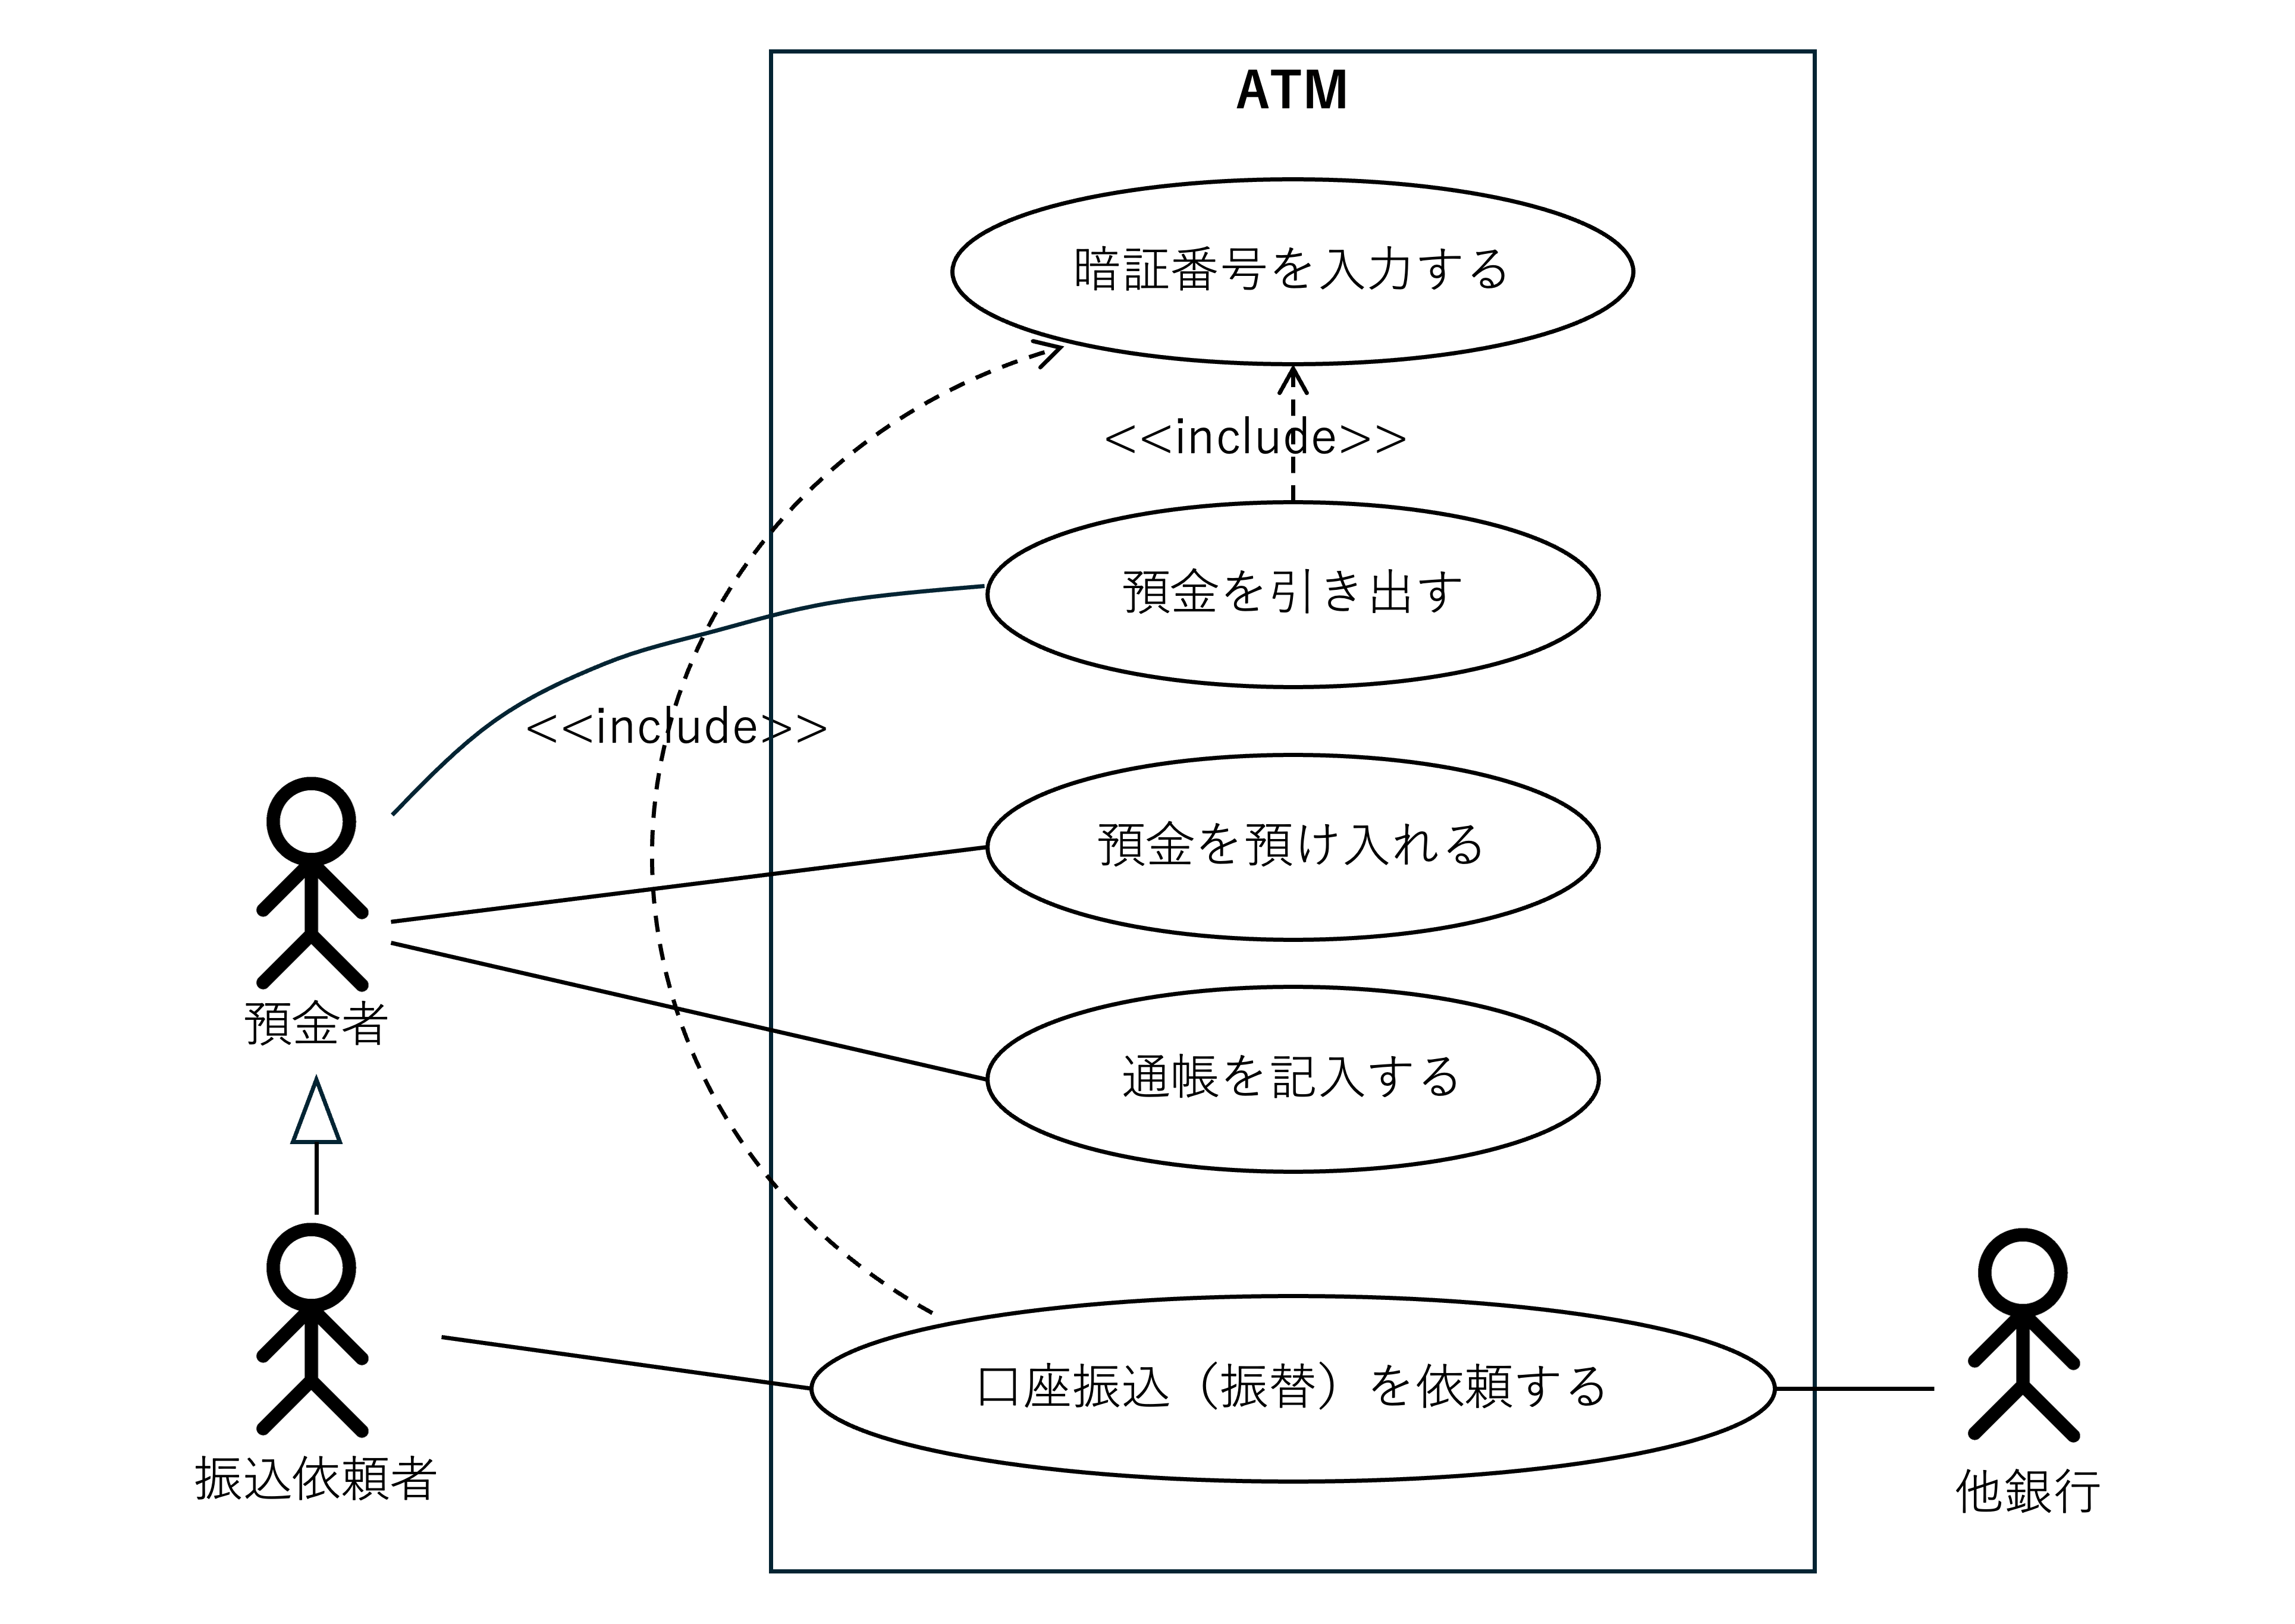 ATM
暗証番号を入力する
<<include>>
預金を引き出す
<<include>>
預金を預け入れる
預金者
通帳を記入する
口座振込（振替）を依頼する
振込依頼者
他銀行